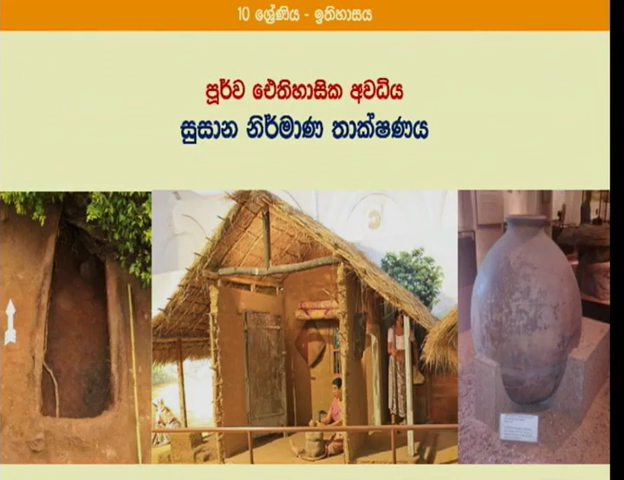 10 ශ්‍රේණිය - ඉතිහාසය
පූර්ව ඓතිහාසික අවධිය
සුසාන නිර්මාණ තාක්ෂණය